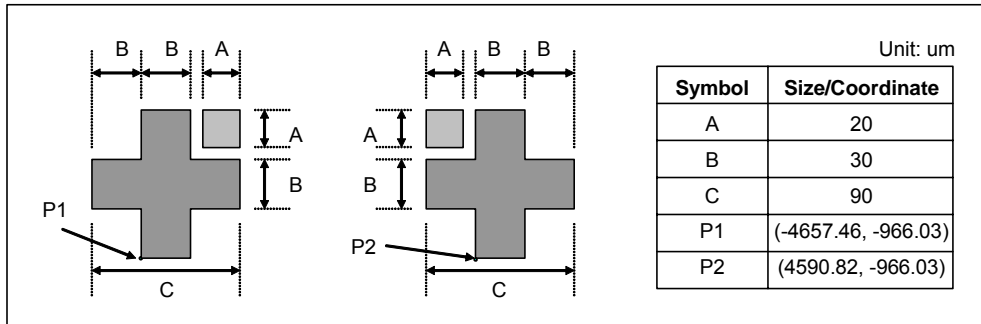 B B A
A B B
Unit: um
A
B
A
B
P1
P2
C
C
Symbol Size/Coordinate
A 20
B 30
C 90
P1 (-4657.46, -966.03)
P2 (4590.82, -966.03)